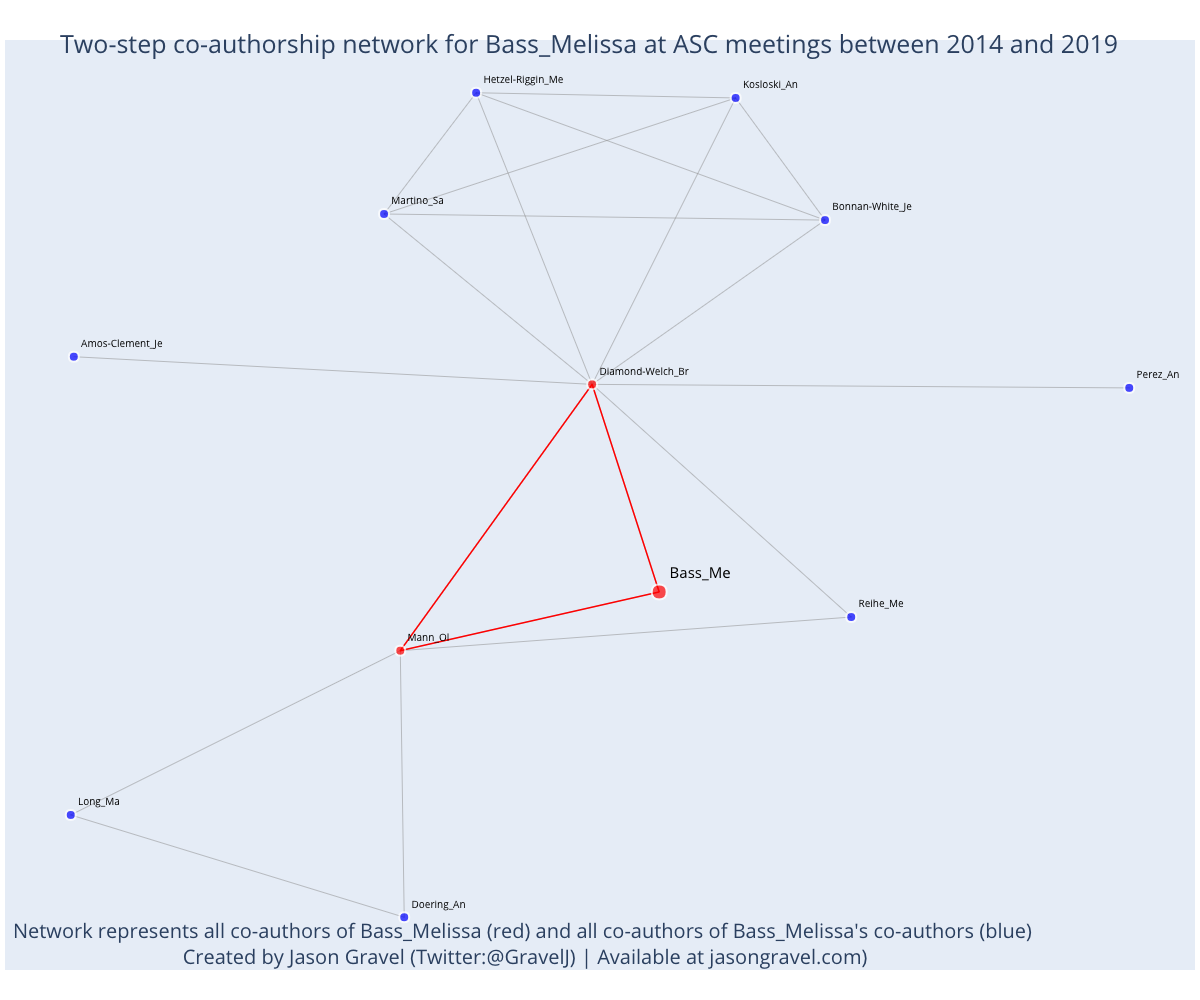 Two-step co-authorship network for Bass_Melissa at ASC meetings between 2014 and 2019
Hetzel-Riggin_Me
Kosloski_An
Martino_Sa
Bonnan-White_Je
Amos-Clement_Je
Diamond-Welch_Br
Perez_An
Bass_Me
Reihe_Me
Mann_Ol
Long_Ma
Doering_An
Network represents all co-authors of Bass_Melissa (red) and all co-authors of Bass_Melissa's co-authors (blue)
Created by Jason Gravel (Twitter:@GravelJ) | Available at jasongravel.com)